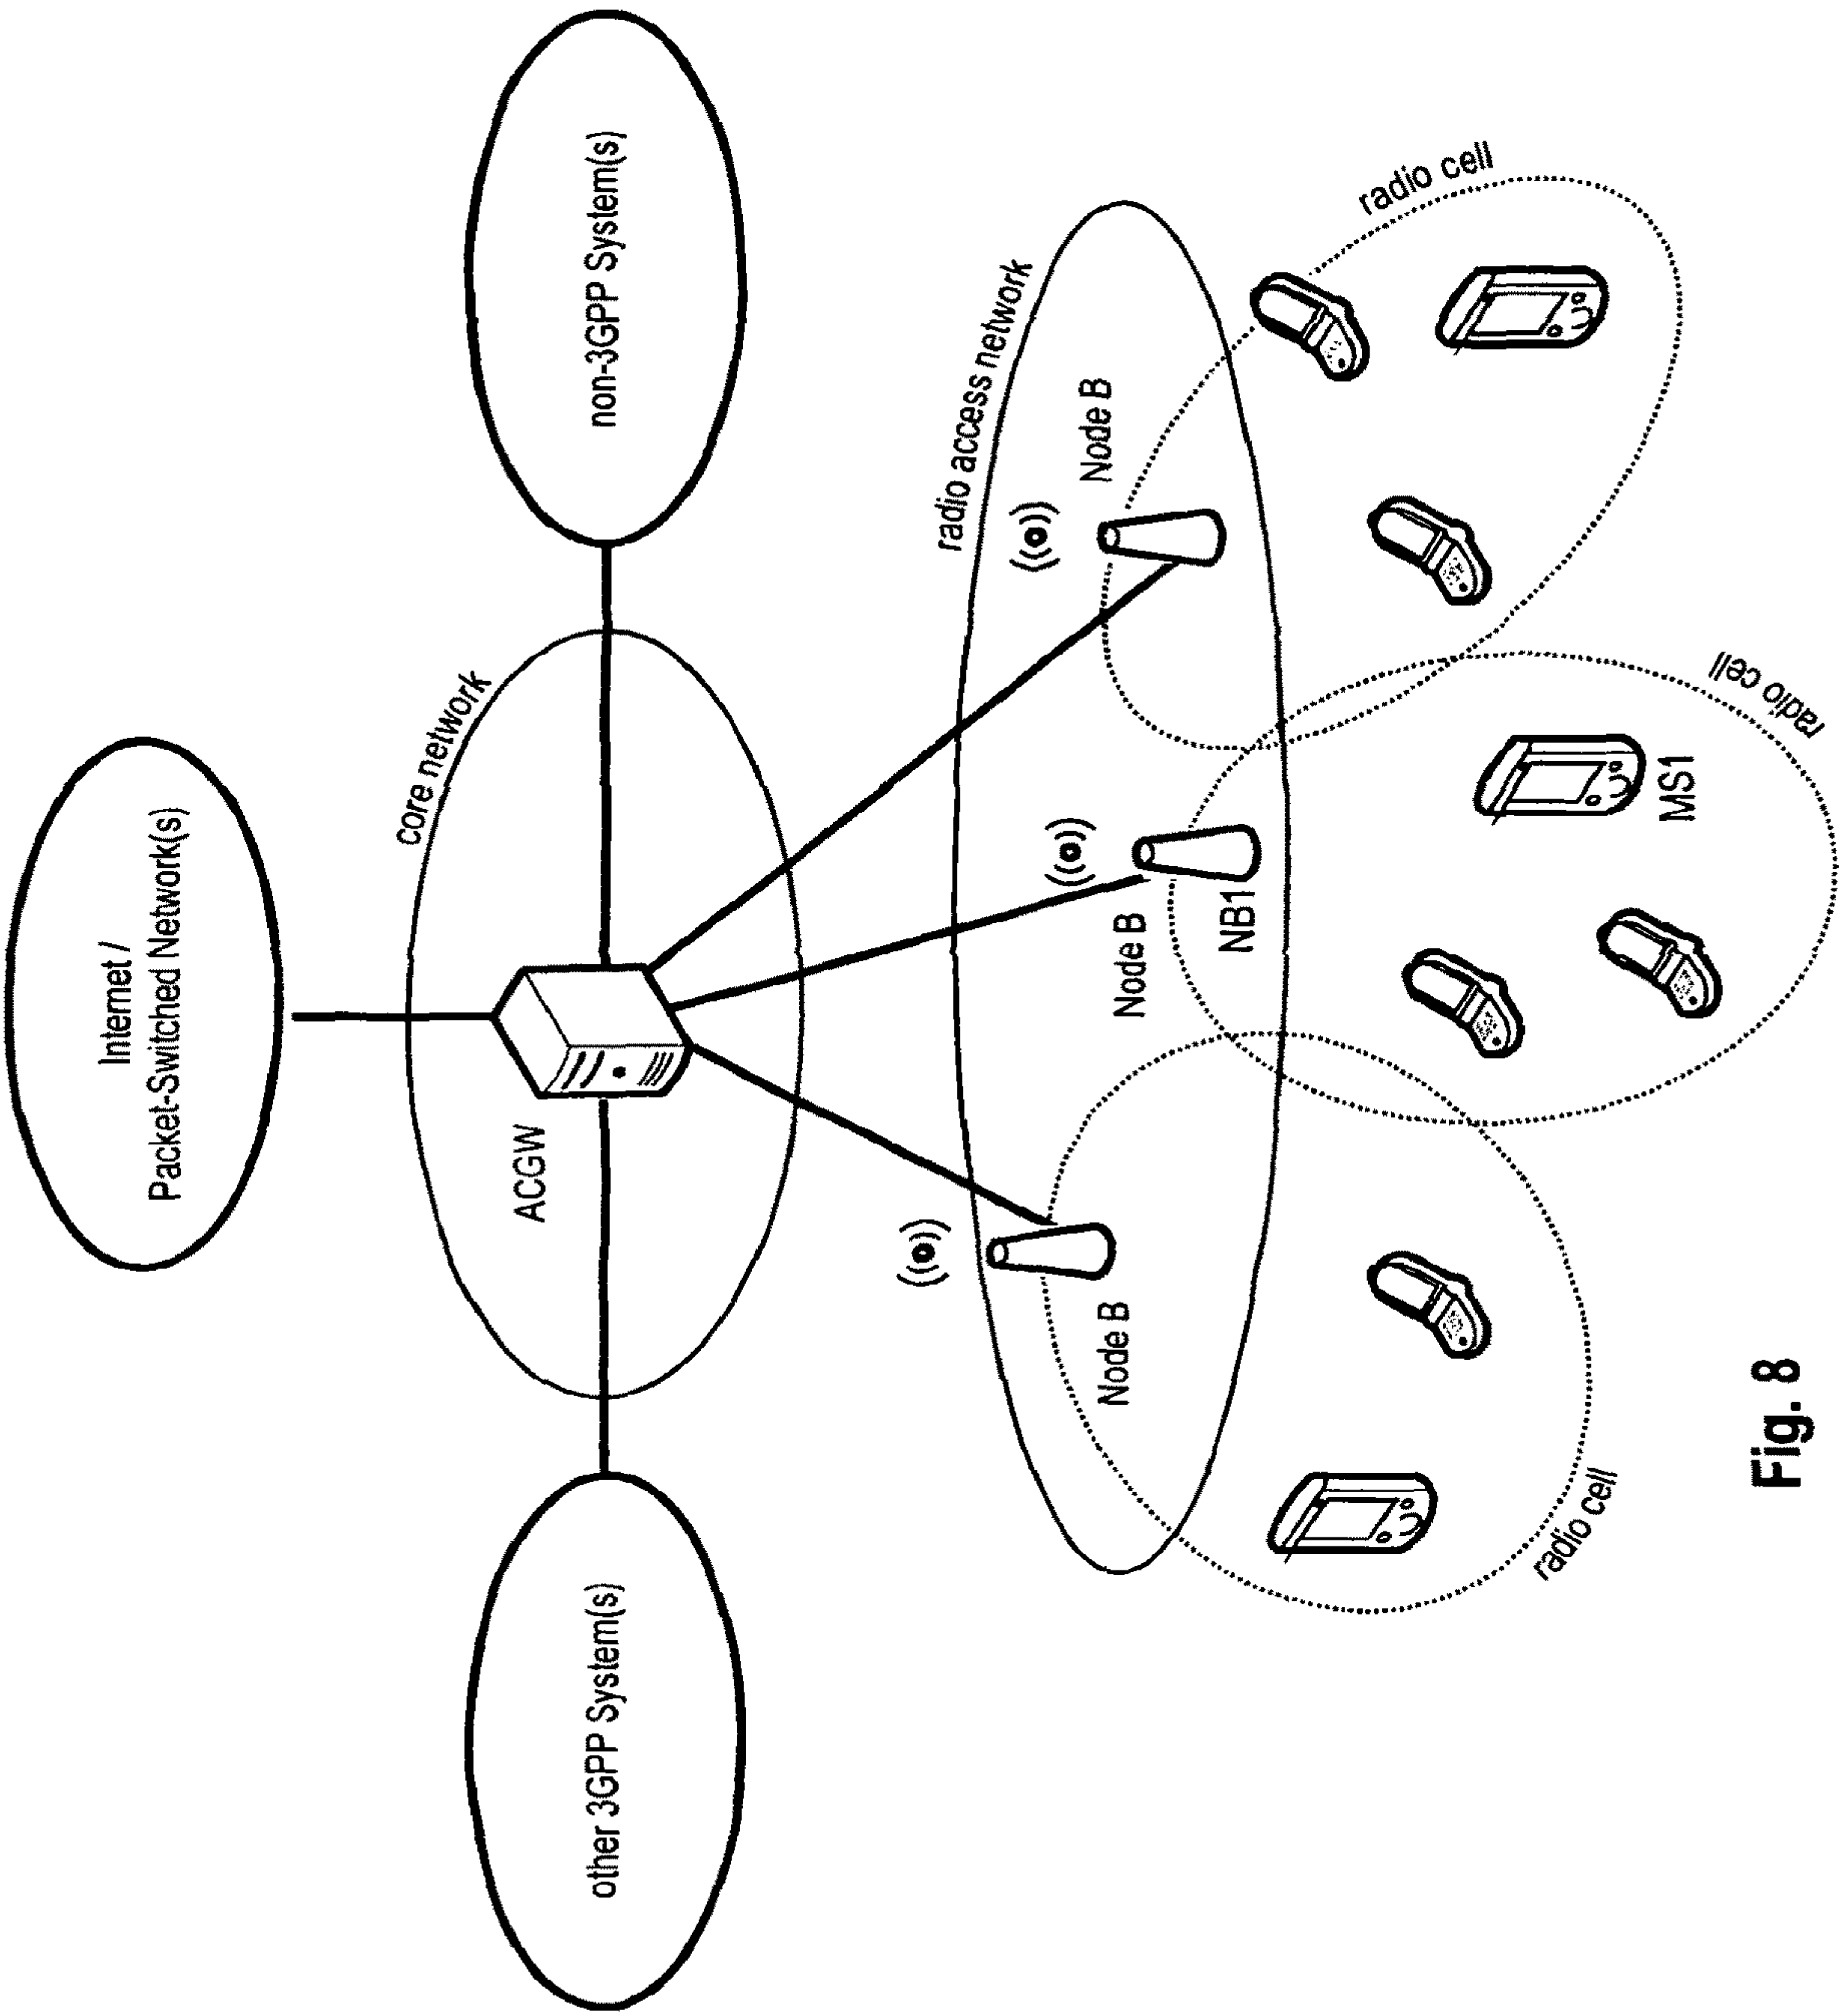 Internet /
Packet-Switched Network(s)
core network
other 3GPP System(s)
ACGW
non-3GPP System(s)
radio access network
Node B
Node B
NB1
Node B
MS1
radio cell
radio cell
radio cell
Fig. 8